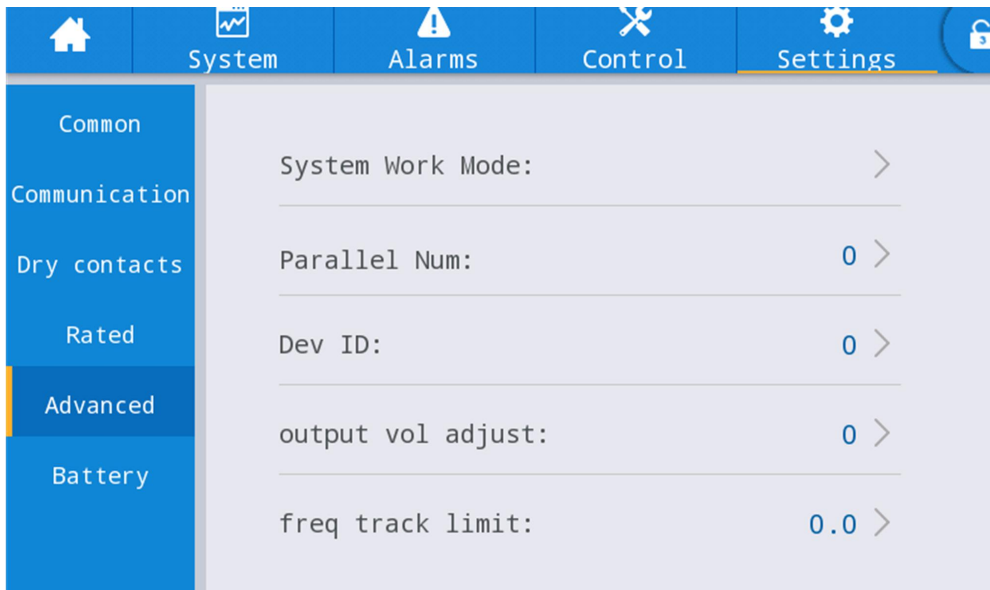 System
Alarms
Control
Settings
3
Common
Communication
Dry contacts
Rated
Advanced
Battery
System Work Mode:
Parallel Num: 0
Dev ID: 0
output vol adjust: 0
freq track limit: 0.0